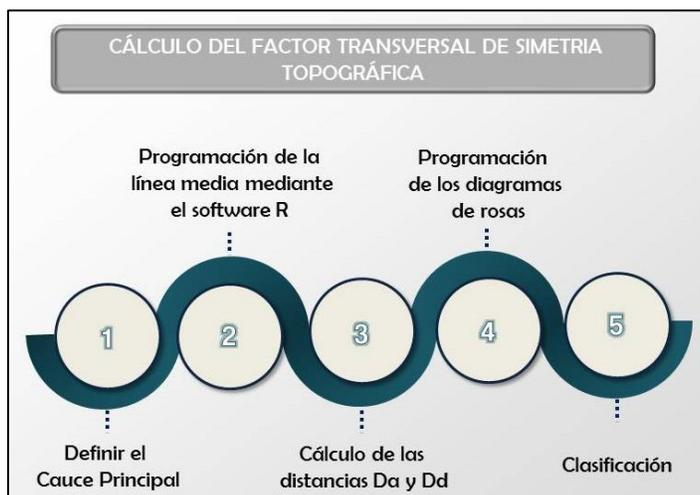 CÁLCULO DEL FACTOR TRANSVERSAL DE SIMETRIA
TOPOGRÁFICA
Programación de la
línea media mediante
el software R
Programación
de los diagramas
de rosas
1
2
3
4
5
Definir el
Cauce Principal
Cálculo de las
distancias Da y Dd
Clasificación